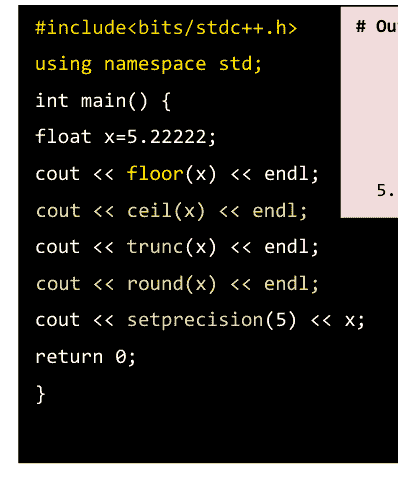 #include<bits/stdc++.h>
# Ou
using namespace std;
int main() {
float x=5.22222;
cout << floor(x) << endl;
5.
cout << ceil(x) << endl;
cout << trunc(x) << endl;
cout << round(x) << endl;
cout << setprecision(5) << x;
return 0;
}